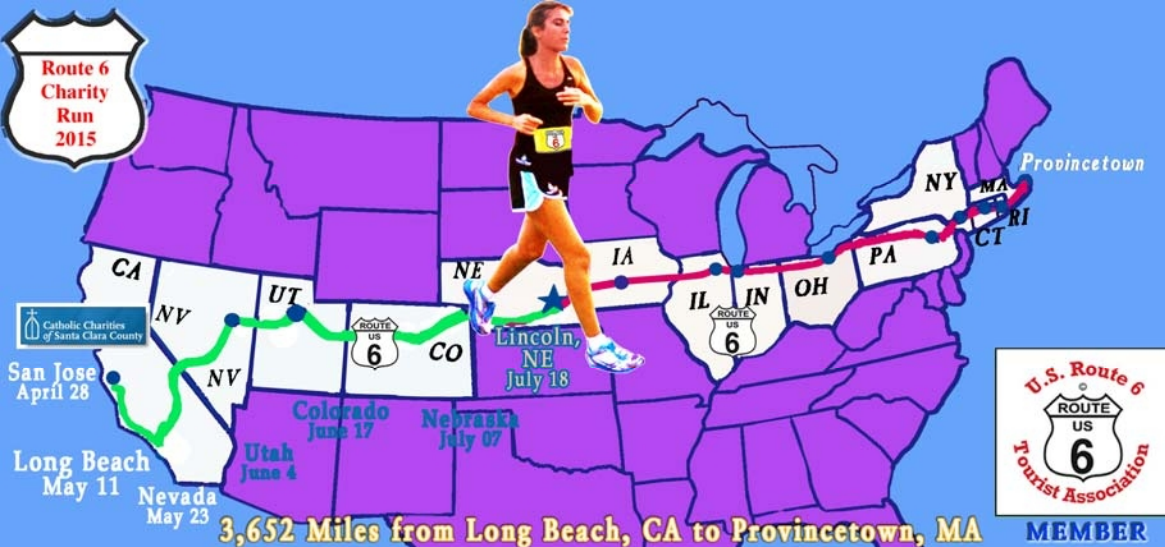 Route 6
Charity
Run
2015
Provincetown
NY
MA
RI
CT
PA
OH
IN
IL
IA
NE
CA
NV
UT
CO
NV
ROUTE
US
6
ROUTE
US
6
6
Catholic Charities
of Santa Clara County
San Jose
April 28
Lincoln,
NE
July 18
Colorado
June 17
Nebraska
July 07
Utah
June 4
Long Beach
May 11
Nevada
May 23
U.S. Route 6
©
ROUTE
US
6
Tourist Association
MEMBER
3,652 Miles from Long Beach, CA to Provincetown, MA